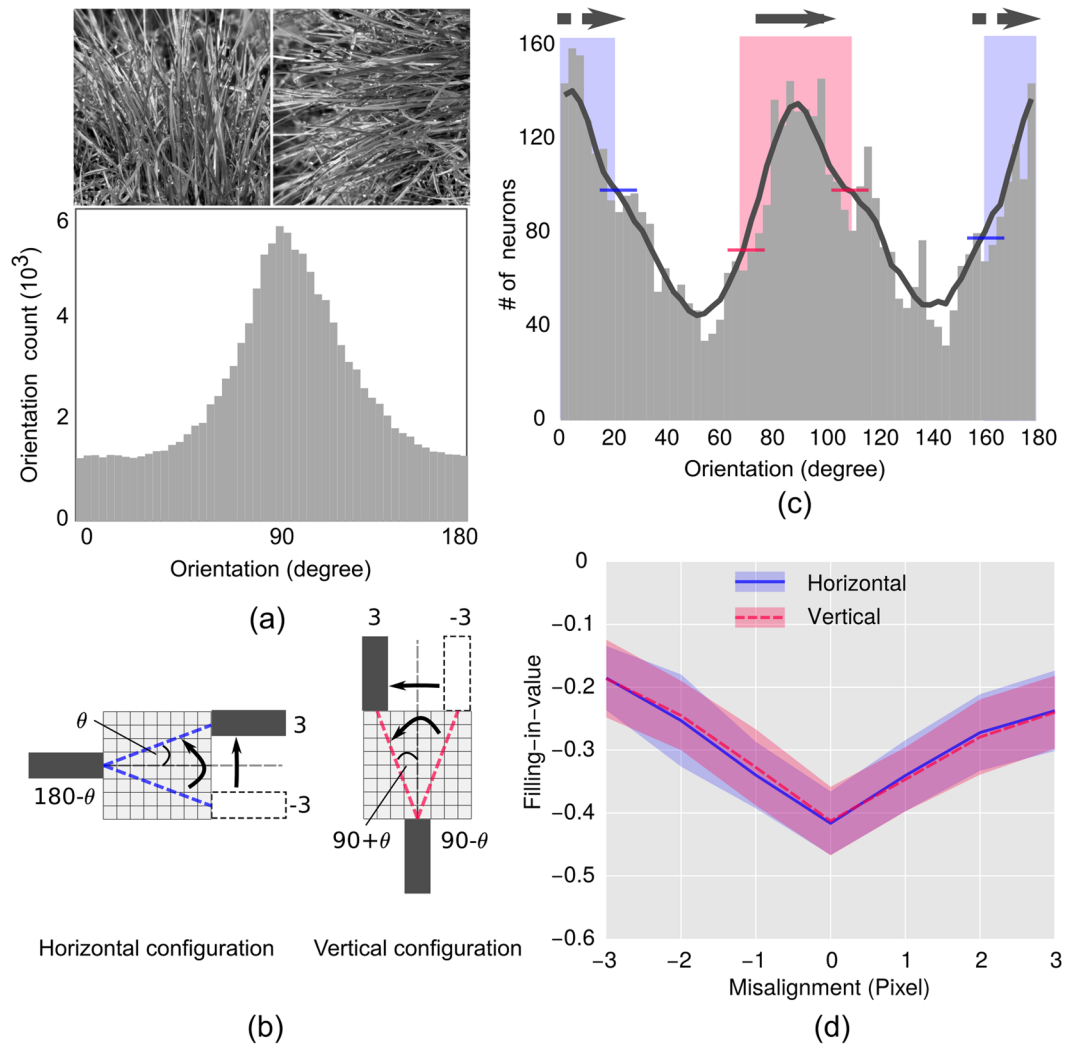 6
4
2
0
Orientation count (10³)
0 90 180
Orientation (degree)
(a)
160
120
80
40
0
# of neurons
0 20 40 60 80 100 120 140 160 180
Orientation (degree)
(c)
θ
3
-3
180-θ
Horizontal configuration
3 -3
90+θ 90-θ
Vertical configuration
(b)
0
−0.1
−0.2
−0.3
−0.4
−0.5
−0.6
Filling-in-value
Horizontal
Vertical
−3 −2 −1 0 1 2 3
Misalignment (Pixel)
(d)